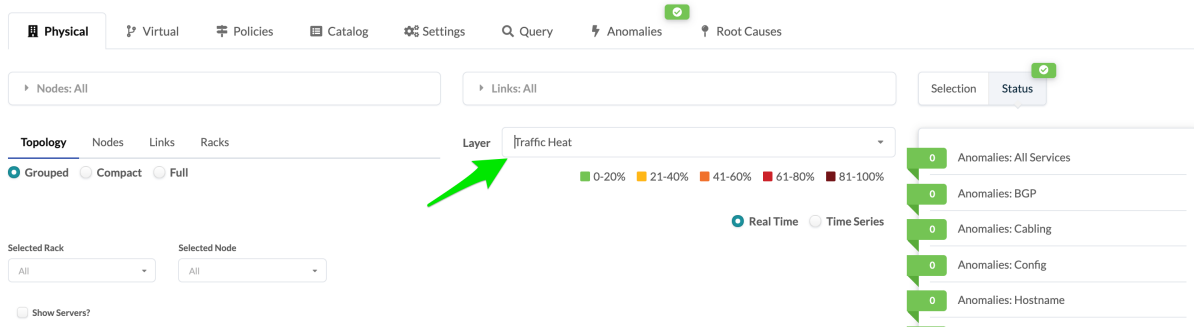 Physical Virtual Policies Catalog Settings Query Anomalies Root Causes
Nodes: All Links: All Selection Status
Topology Nodes Links Racks Layer Traffic Heat
Grouped Compact Full
0-20% 21-40% 41-60% 61-80% 81-100%
Real Time Time Series
Selected Rack Selected Node
All All
Show Servers?
0 Anomalies: All Services
0 Anomalies: BGP
0 Anomalies: Cabling
0 Anomalies: Config
0 Anomalies: Hostname